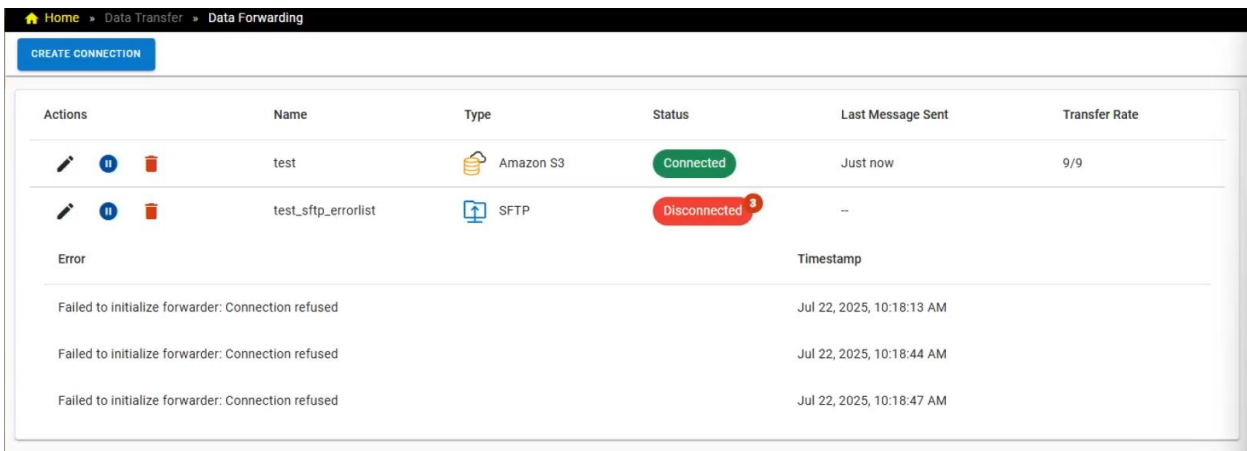 Home » Data Transfer » Data Forwarding
CREATE CONNECTION
Actions Name Type Status Last Message Sent Transfer Rate
test Amazon S3 Connected Just now 9/9
test_sftp_errorlist SFTP Disconnected 3 --
Error Timestamp
Failed to initialize forwarder: Connection refused Jul 22, 2025, 10:18:13 AM
Failed to initialize forwarder: Connection refused Jul 22, 2025, 10:18:44 AM
Failed to initialize forwarder: Connection refused Jul 22, 2025, 10:18:47 AM